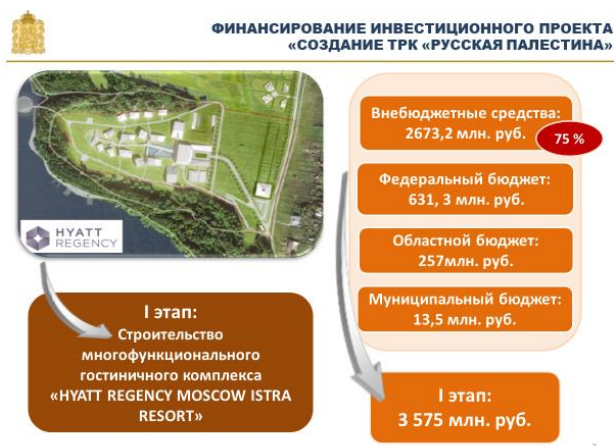 ФИНАНСИРОВАНИЕ ИНВЕСТИЦИОННОГО ПРОЕКТА
«СОЗДАНИЕ ТРК «РУССКАЯ ПАЛЕСТИНА»
HYATT
REGENCY
I этап:
Строительство
многофункционального
гостиничного комплекса
«HYATT REGENCY MOSCOW ISTRA
RESORT»
Внебюджетные средства:
2673,2 млн. руб.
75 %
Федеральный бюджет:
631, 3 млн. руб.
Областной бюджет:
257млн. руб.
Муниципальный бюджет:
13,5 млн. руб.
I этап:
3 575 млн. руб.